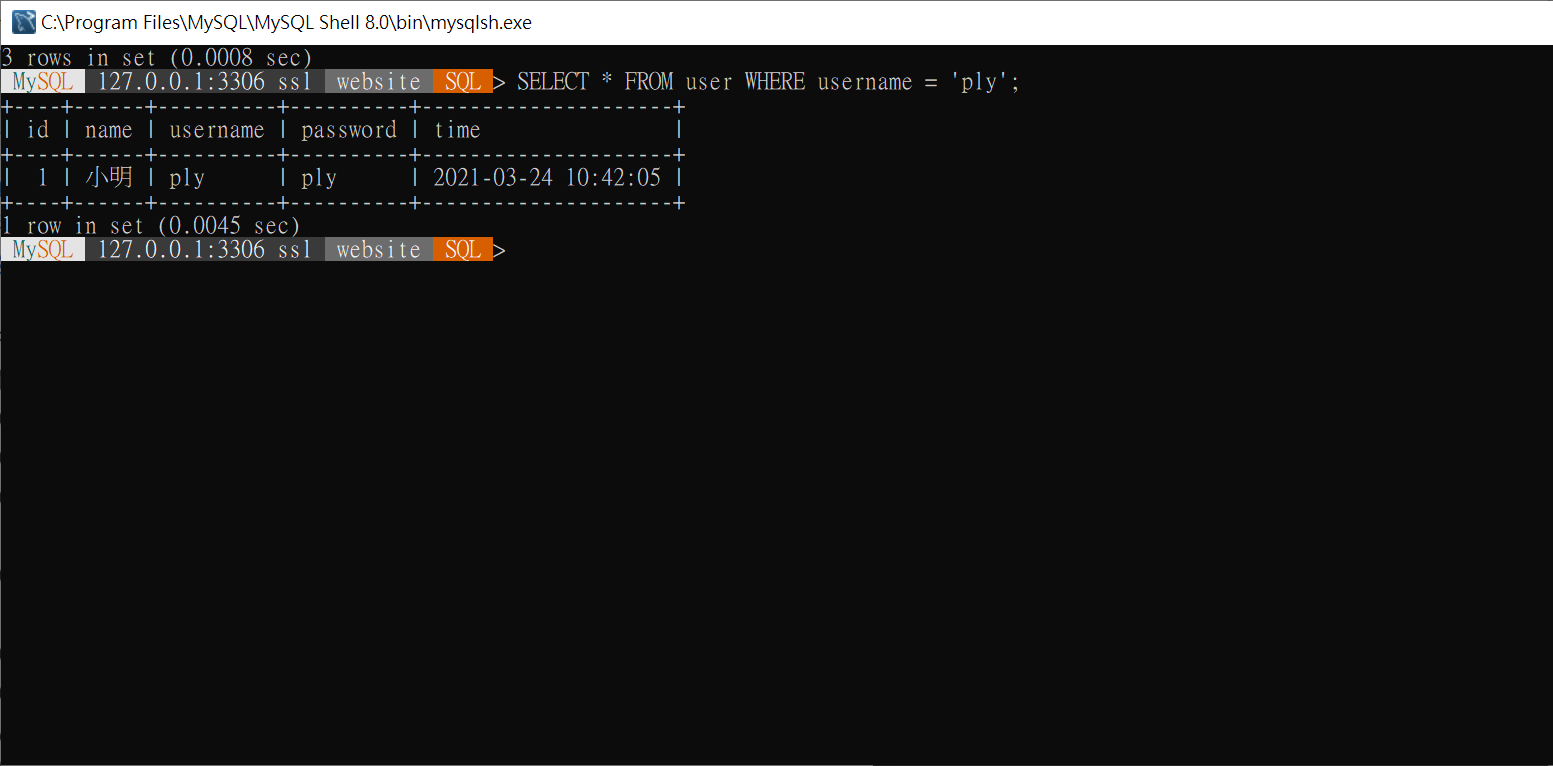 C:\Program Files\MySQL\MySQL Shell 8.0\bin\mysqlsh.exe
3 rows in set (0.0008 sec)
MySQL 127.0.0.1:3306 ssl website SQL > SELECT * FROM user WHERE username = 'ply';
+----+------+----------+----------+---------------------+
| id | name | username | password | time                |
+----+------+----------+----------+---------------------+
|  1 | 小明 | ply      | ply      | 2021-03-24 10:42:05 |
+----+------+----------+----------+---------------------+
1 row in set (0.0045 sec)
MySQL 127.0.0.1:3306 ssl website SQL >